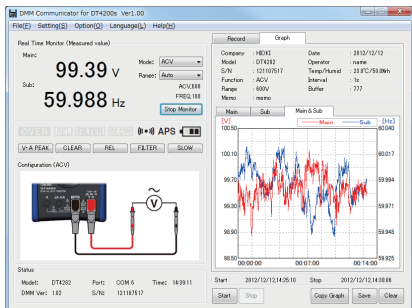 DMM Communicator for DT4200s Ver1.00
File(F) Setting(S) Option(O) Language(L) Help(H)
Real Time Monitor (Measured value)
Main:
99.39 V
Mode: ACV
Range: Auto
Sub:
59.988 Hz
ACV,600
FREQ,100
Stop Monitor
APS
V-A PEAK CLEAR REL FILTER SLOW
Configuration (ACV)
V
Status
Model: DT4282 Port: COM 6 Time: 14:39:11
DMM Ver: 1.02 S/N: 121107517
Record Graph
Company : HIOKI Date : 2012/12/12
Model : DT4282 Operator : name
S/N : 121107517 Temp/Humid : 23.0℃/50.0%rh
Function : ACV Interval : 1s
Range : 600V Buffer : 777
Memo : memo
Main Sub Main & Sub
[V] Main Sub [Hz]
100.50 60.040
100.10 60.017
99.70 59.994
99.30 59.971
98.90 59.948
98.50 59.925
00:00:00 00:07:00 00:14:00
Start 2012/12/12,14:25:10 Stop 2012/12/12,14:38:06
Start Stop Copy Graph Save Clear